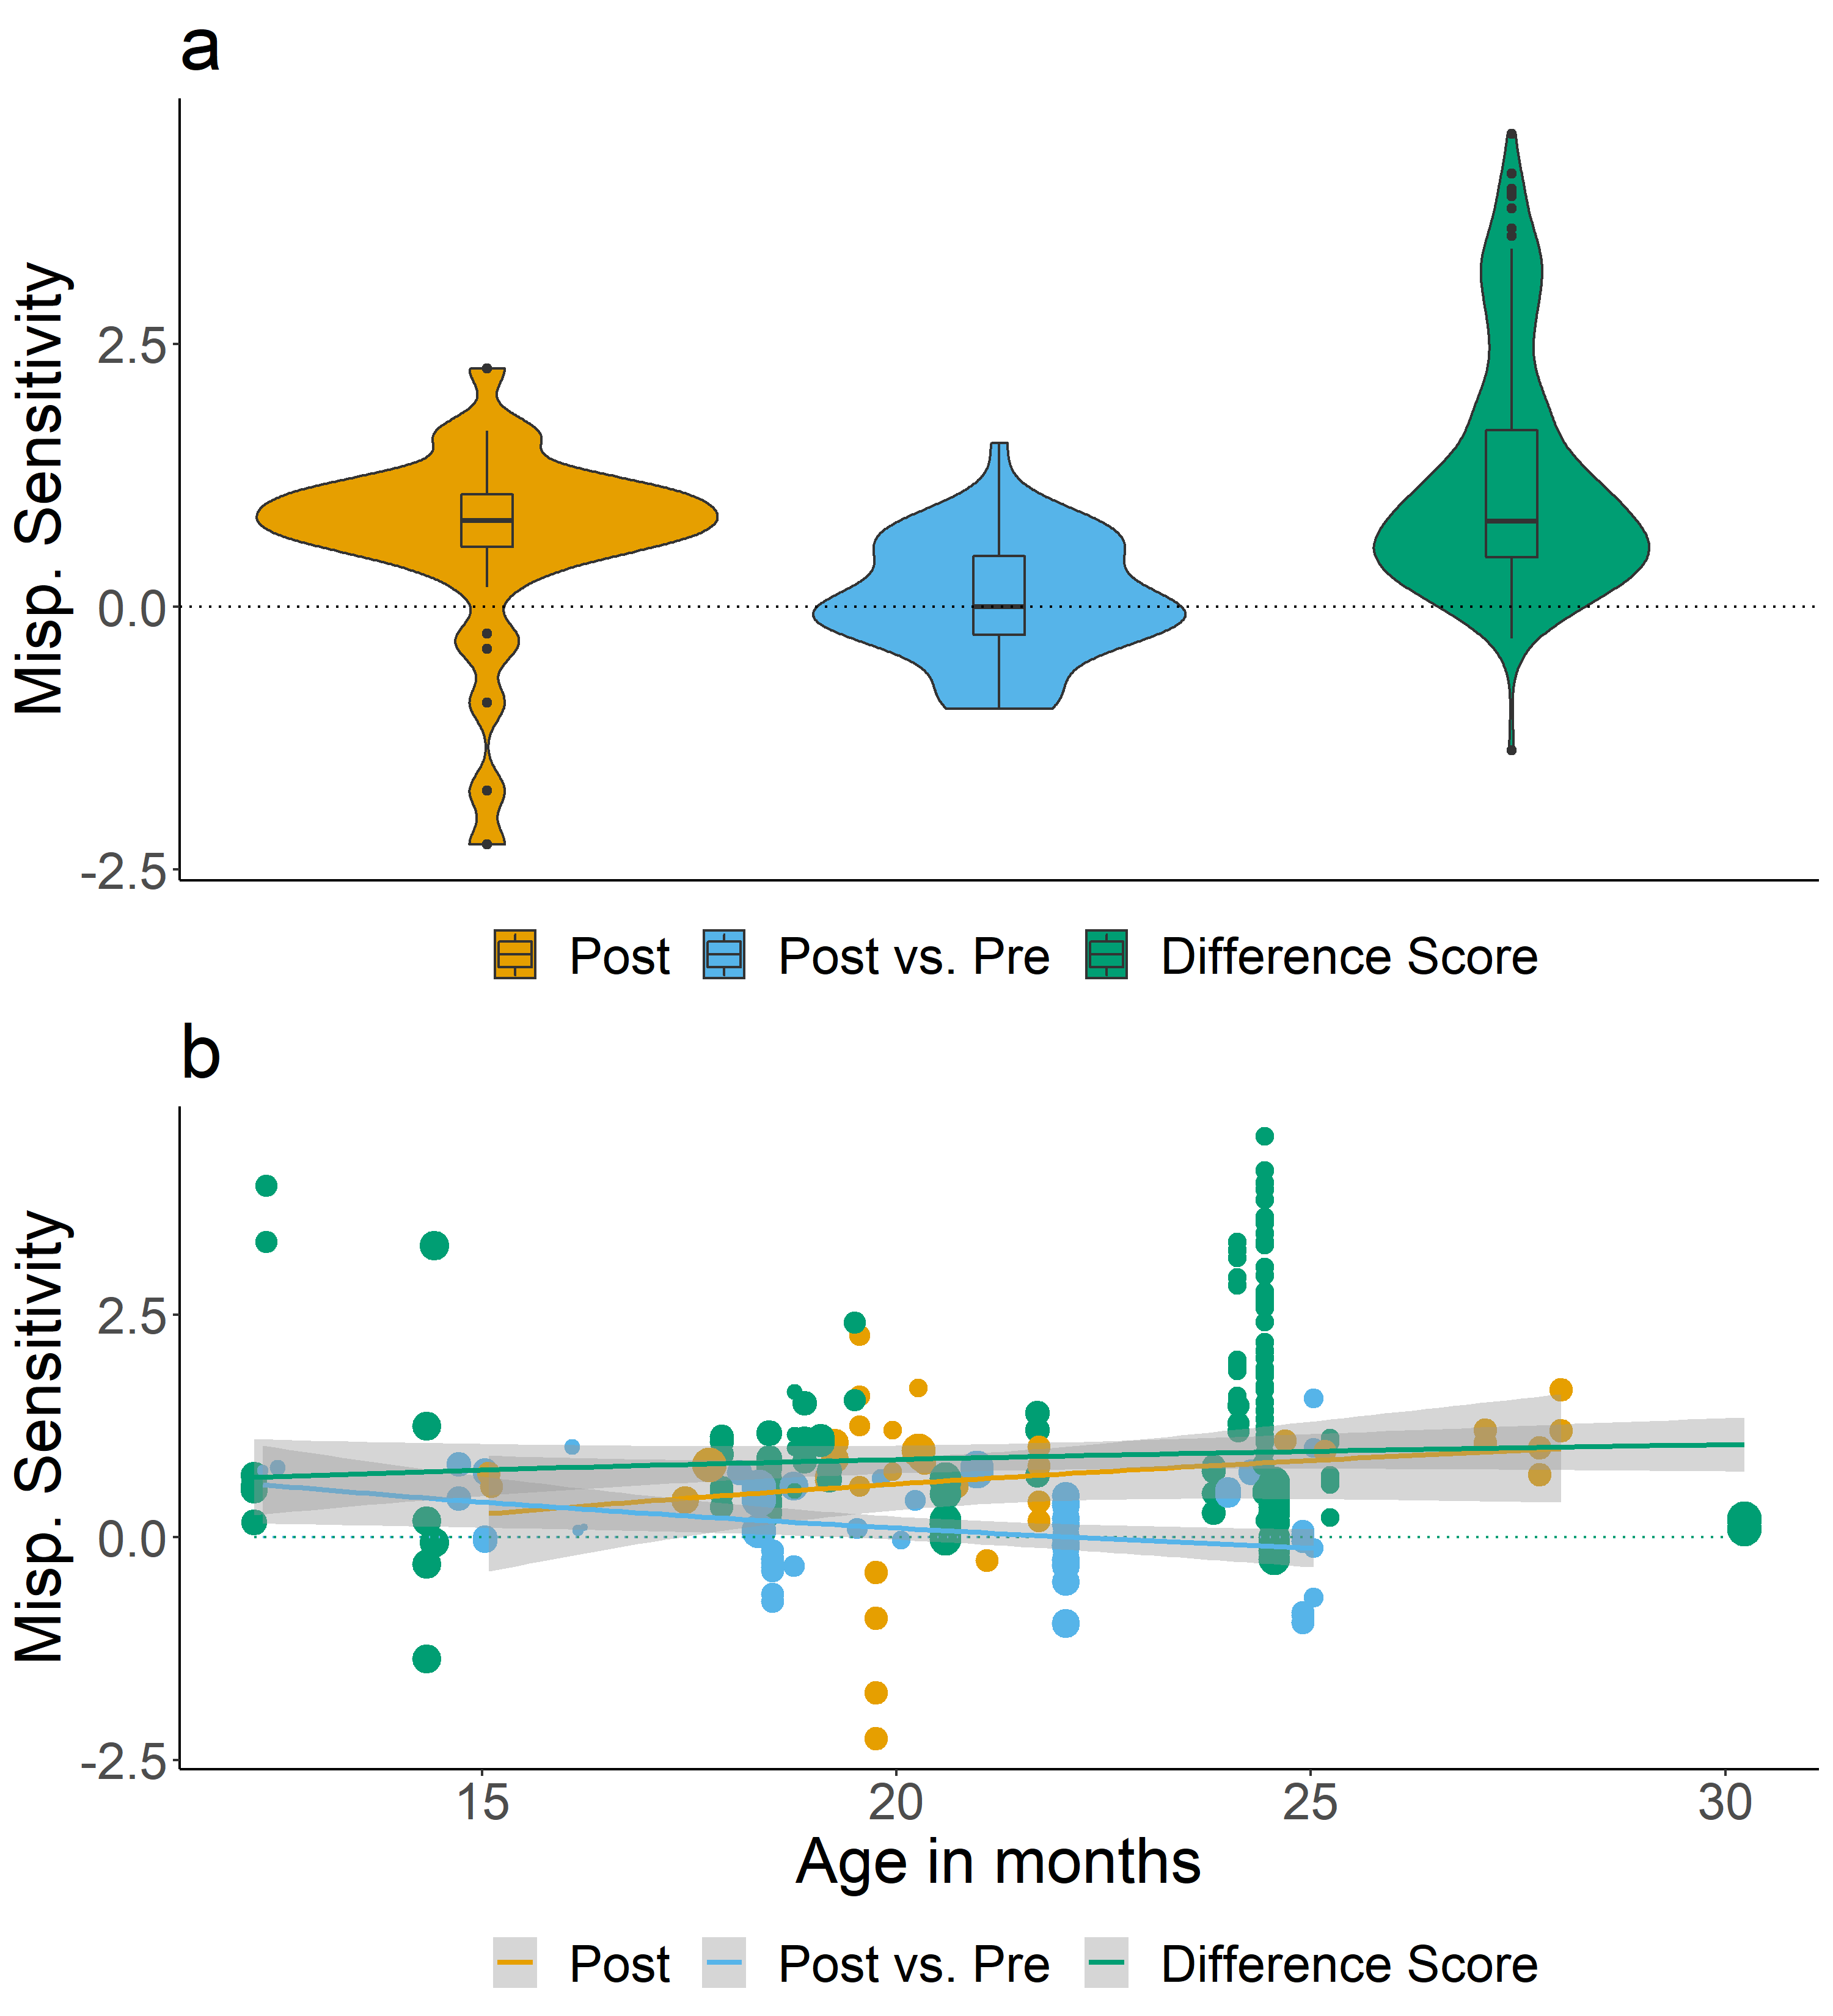 a
Misp. Sensitivity
2.5
0.0
-2.5
Post
Post vs. Pre
Difference Score
b
Misp. Sensitivity
2.5
0.0
-2.5
15 20 25 30
Age in months
Post
Post vs. Pre
Difference Score